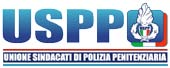 USPP
UNIONE SINDACATI DI POLIZIA PENITENZIARIA